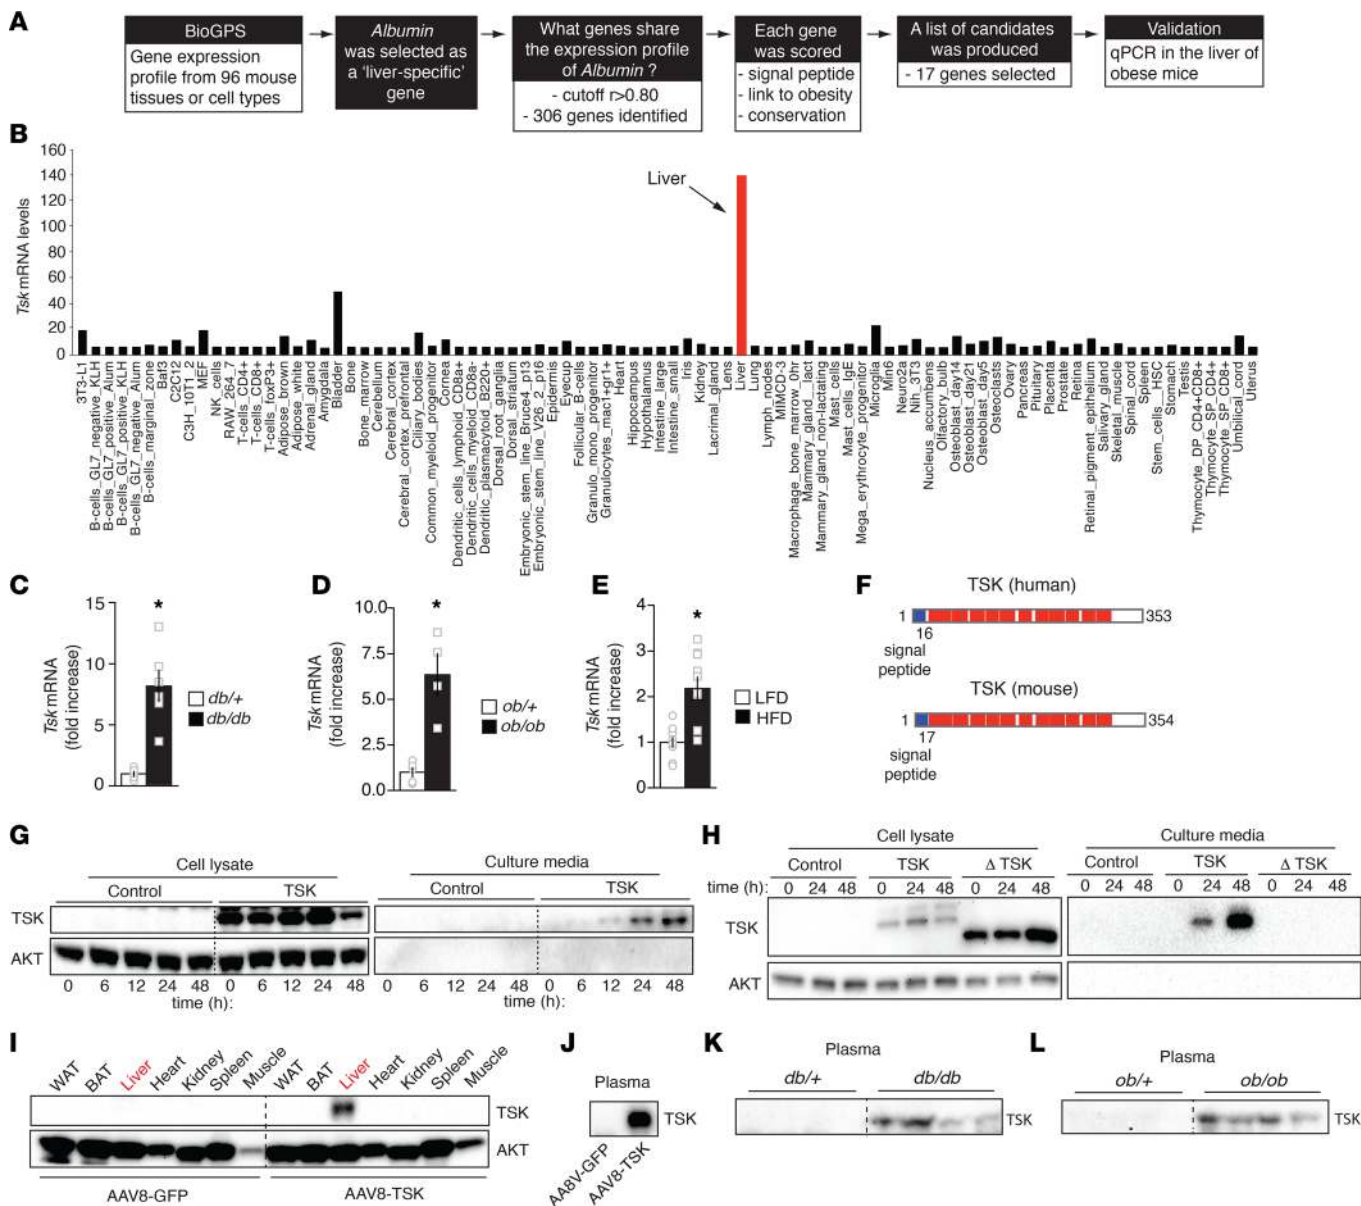 A
BioGPS
Gene expression
profile from 96 mouse
tissues or cell types
Albumin
was selected as
a 'liver-specific'
gene
What genes share
the expression profile
of Albumin ?
- cutoff r>0.80
- 306 genes identified
Each gene
was scored
- signal peptide
- link to obesity
- conservation
A list of candidates
was produced
- 17 genes selected
Validation
qPCR in the liver of
obese mice
B
Tsk mRNA levels
160
140
120
100
80
60
40
20
0
Liver
3T3-L1
B-cells_GL7_negative_KLH
B-cells_GL7_positive_Alum
B-cells_GL7_positive_KLH
B-cells_GL7_negative_Alum
B-cells_marginal_zone
Baf3
C2C12
C3H_10T1_2
MEF
NK_cells
RAW_264_7
T-cells_CD4+
T-cells_CD8+
T-cells_foxP3+
Adipose_brown
Adipose_white
Adrenal_gland
Amygdala
Bladder
Bone
Bone_marrow
Cerebellum
Cerebral_cortex
Cerebral_cortex_prefrontal
Ciliary_bodies
Common_myeloid_progenitor
Cornea
Dendritic_cells_lymphoid_CD8a+
Dendritic_cells_myeloid_CD8a-
Dendritic_plasmacytoid_B220+
Dorsal_root_ganglia
Dorsal_striatum
Embryonic_stem_line_Bruce4_p13
Embryonic_stem_line_V26_2_p16
Epidermis
Eyecup
Follicular_B-cells
Granulo_mono_progenitor
Granulocytes_mac1+gr1+
Heart
Hippocampus
Hypothalamus
Intestine_large
Intestine_small
Iris
Kidney
Lacrimal_gland
Lens
Liver
Lung
Lymph_nodes
MIMCD-3
Macrophage_bone_marrow_0hr
Mammary_gland__lact
Mammary_gland_non-lactating
Mast_cells
Mast_cells_IgE
Mega_erythrocyte_progenitor
Microglia
Min6
Neuro2a
Nih_3T3
Nucleus_accumbens
Olfactory_bulb
Osteoblast_day14
Osteoblast_day21
Osteoblast_day5
Osteoclasts
Ovary
Pancreas
Pituitary
Placenta
Prostate
Retina
Retinal_pigment_epithelium
Salivary_gland
Skeletal_muscle
Spinal_cord
Spleen
Stem_cells__HSC
Stomach
Testis
Thymocyte_DP_CD4+CD8+
Thymocyte_SP_CD4+
Thymocyte_SP_CD8+
Umbilical_cord
Uterus
C
Tsk mRNA
(fold increase)
15
10
5
0
*
db/+
db/db
D
Tsk mRNA
(fold increase)
10.0
7.5
5.0
2.5
0.0
*
ob/+
ob/ob
E
Tsk mRNA
(fold increase)
4
3
2
1
0
*
LFD
HFD
F
TSK (human)
1
353
16
signal
peptide
TSK (mouse)
1
354
17
signal
peptide
G
Cell lysate
Culture media
Control
TSK
Control
TSK
TSK
AKT
0 6 12 24 48 0 6 12 24 48
0 6 12 24 48 0 6 12 24 48
time (h):
time (h):
H
Cell lysate
Culture media
Control
TSK
Δ TSK
Control
TSK
Δ TSK
time (h): 0 24 48 0 24 48 0 24 48
0 24 48 0 24 48 0 24 48
TSK
AKT
I
WAT
BAT
Liver
Heart
Kidney
Spleen
Muscle
WAT
BAT
Liver
Heart
Kidney
Spleen
Muscle
TSK
AKT
AAV8-GFP
AAV8-TSK
J
Plasma
TSK
AA8V-GFP
AAV8-TSK
K
Plasma
db/+
db/db
TSK
L
Plasma
ob/+
ob/ob
TSK